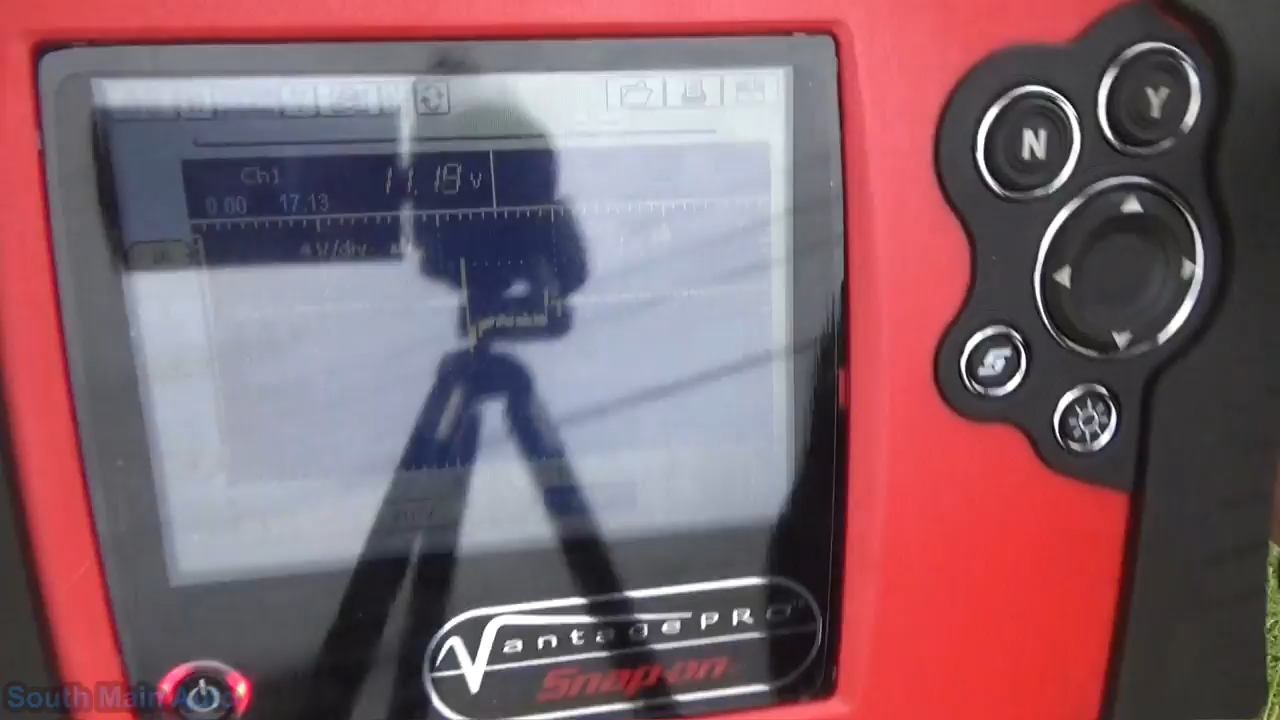 Ch1 11.18 v
0.00 17.13
4 V/div
N
Y
VantagePRO
Snap-on
South Main Auto